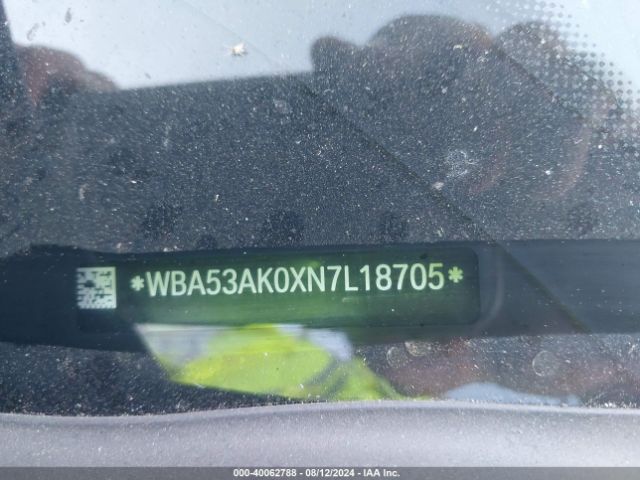 *WBA53AK0XN7L18705*
000-40062788 - 08/12/2024 - IAA Inc.